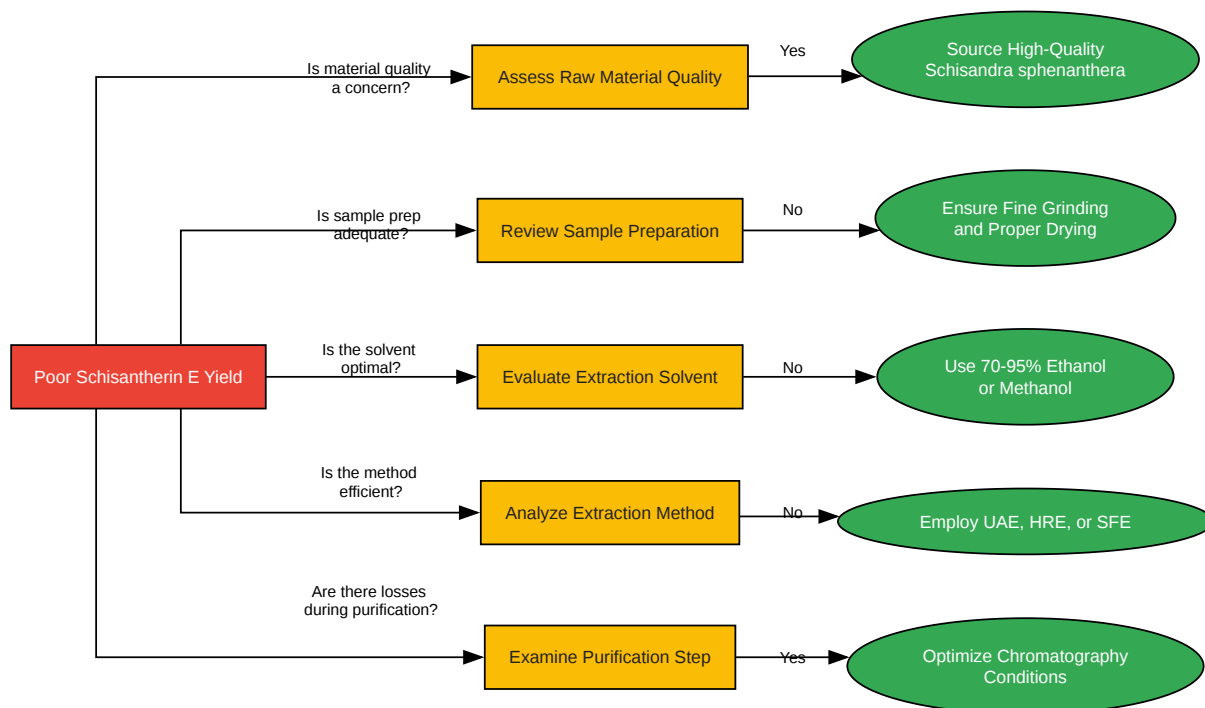 Is material quality
a concern?
Assess Raw Material Quality
Yes
Source High-Quality
Schisandra sphenanthera
Is sample prep
adequate?
Review Sample Preparation
No
Ensure Fine Grinding
and Proper Drying
Poor Schisantherin E Yield
Is the solvent
optimal?
Evaluate Extraction Solvent
No
Use 70-95% Ethanol
or Methanol
Is the method
efficient?
Analyze Extraction Method
No
Employ UAE, HRE, or SFE
Are there losses
during purification?
Examine Purification Step
Yes
Optimize Chromatography
Conditions